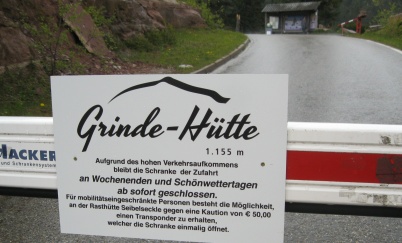 Grinde-Hütte
1.155 m
Aufgrund des hohen Verkehrsaufkommens
bleibt die Schranke der Zufahrt
an Wochenenden und Schönwettertagen
ab sofort geschlossen.
Für mobilitätseingeschränkte Personen besteht die Möglichkeit,
an der Rasthütte Seibelseckle gegen eine Kaution von € 50,00
einen Transponder zu erhalten,
welcher die Schranke einmalig öffnet.
HACKER
und Schrankensysteme